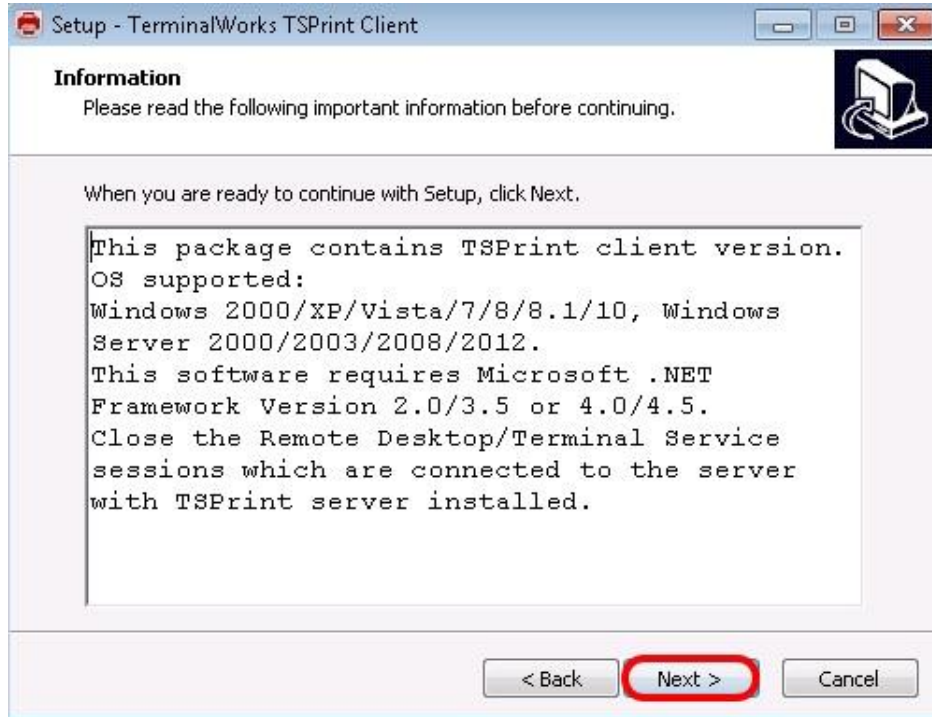 Setup - TerminalWorks TSPrint Client
Information
Please read the following important information before continuing.
When you are ready to continue with Setup, click Next.
This package contains TSPrint client version.
OS supported:
Windows 2000/XP/Vista/7/8/8.1/10, Windows
Server 2000/2003/2008/2012.
This software requires Microsoft .NET
Framework Version 2.0/3.5 or 4.0/4.5.
Close the Remote Desktop/Terminal Service
sessions which are connected to the server
with TSPrint server installed.
< Back Next > Cancel